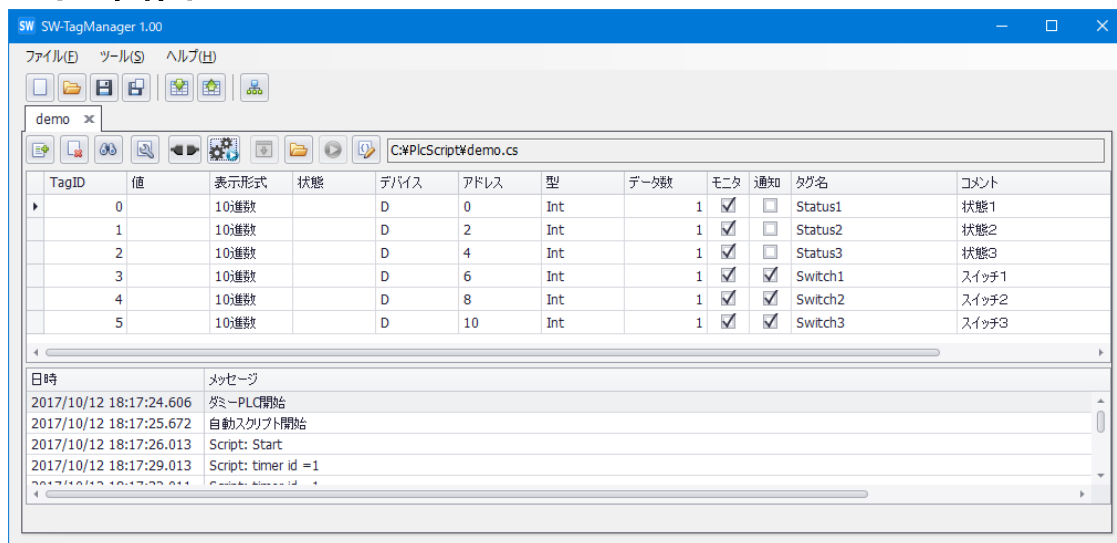 SW SW-TagManager 1.00
ファイル(F) ツール(S) ヘルプ(H)
demo
C:¥PlcScript¥demo.cs
TagID 値 表示形式 状態 デバイス アドレス 型 データ数 モニタ 通知 タグ名 コメント
0 10進数 D 0 Int 1 Status1 状態1
1 10進数 D 2 Int 1 Status2 状態2
2 10進数 D 4 Int 1 Status3 状態3
3 10進数 D 6 Int 1 Switch1 スイッチ1
4 10進数 D 8 Int 1 Switch2 スイッチ2
5 10進数 D 10 Int 1 Switch3 スイッチ3
日時 メッセージ
2017/10/12 18:17:24.606 ダミーPLC開始
2017/10/12 18:17:25.672 自動スクリプト開始
2017/10/12 18:17:26.013 Script: Start
2017/10/12 18:17:29.013 Script: timer id =1